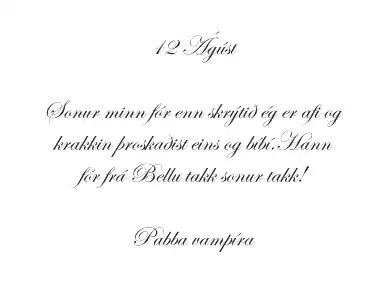 12 Ágúst
Sonur minn fór enn skrýtið ég er afi og
krakkin þroskaðist eins og bíbí.Hann
fór frá Bellu takk sonur takk!
Pabba vampíra